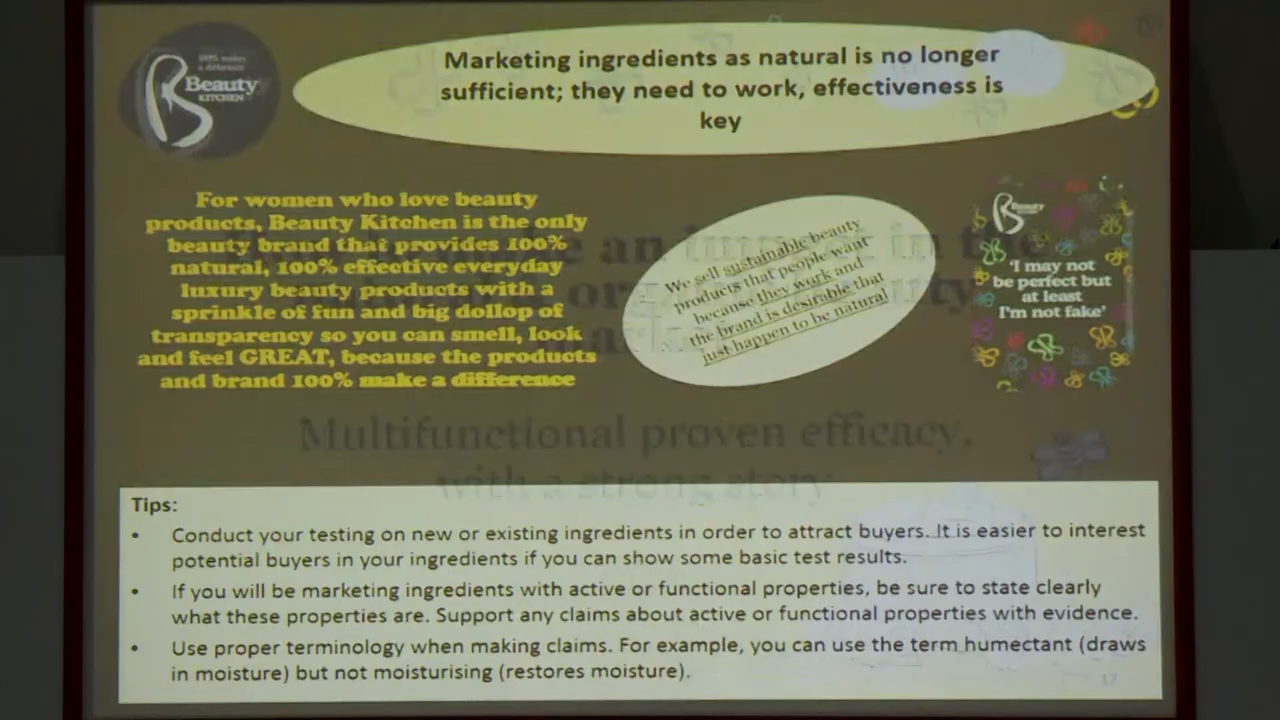 Beauty
KITCHEN
Marketing ingredients as natural is no longer
sufficient; they need to work, effectiveness is
key
For women who love beauty
products, Beauty Kitchen is the only
beauty brand that provides 100%
natural, 100% effective everyday
luxury beauty products with a
sprinkle of fun and big dollop of
transparency so you can smell, look
and feel GREAT, because the products
and brand 100% make a difference
We sell sustainable beauty
products that people want
because they work and
the brand is desirable that
just happen to be natural
Beauty
'I may not
be perfect but
at least
I'm not fake'
an impact in the
Multifunctional proven efficacy,
with a strong story
Tips:
• Conduct your testing on new or existing ingredients in order to attract buyers. It is easier to interest
potential buyers in your ingredients if you can show some basic test results.
• If you will be marketing ingredients with active or functional properties, be sure to state clearly
what these properties are. Support any claims about active or functional properties with evidence.
• Use proper terminology when making claims. For example, you can use the term humectant (draws
in moisture) but not moisturising (restores moisture).
17